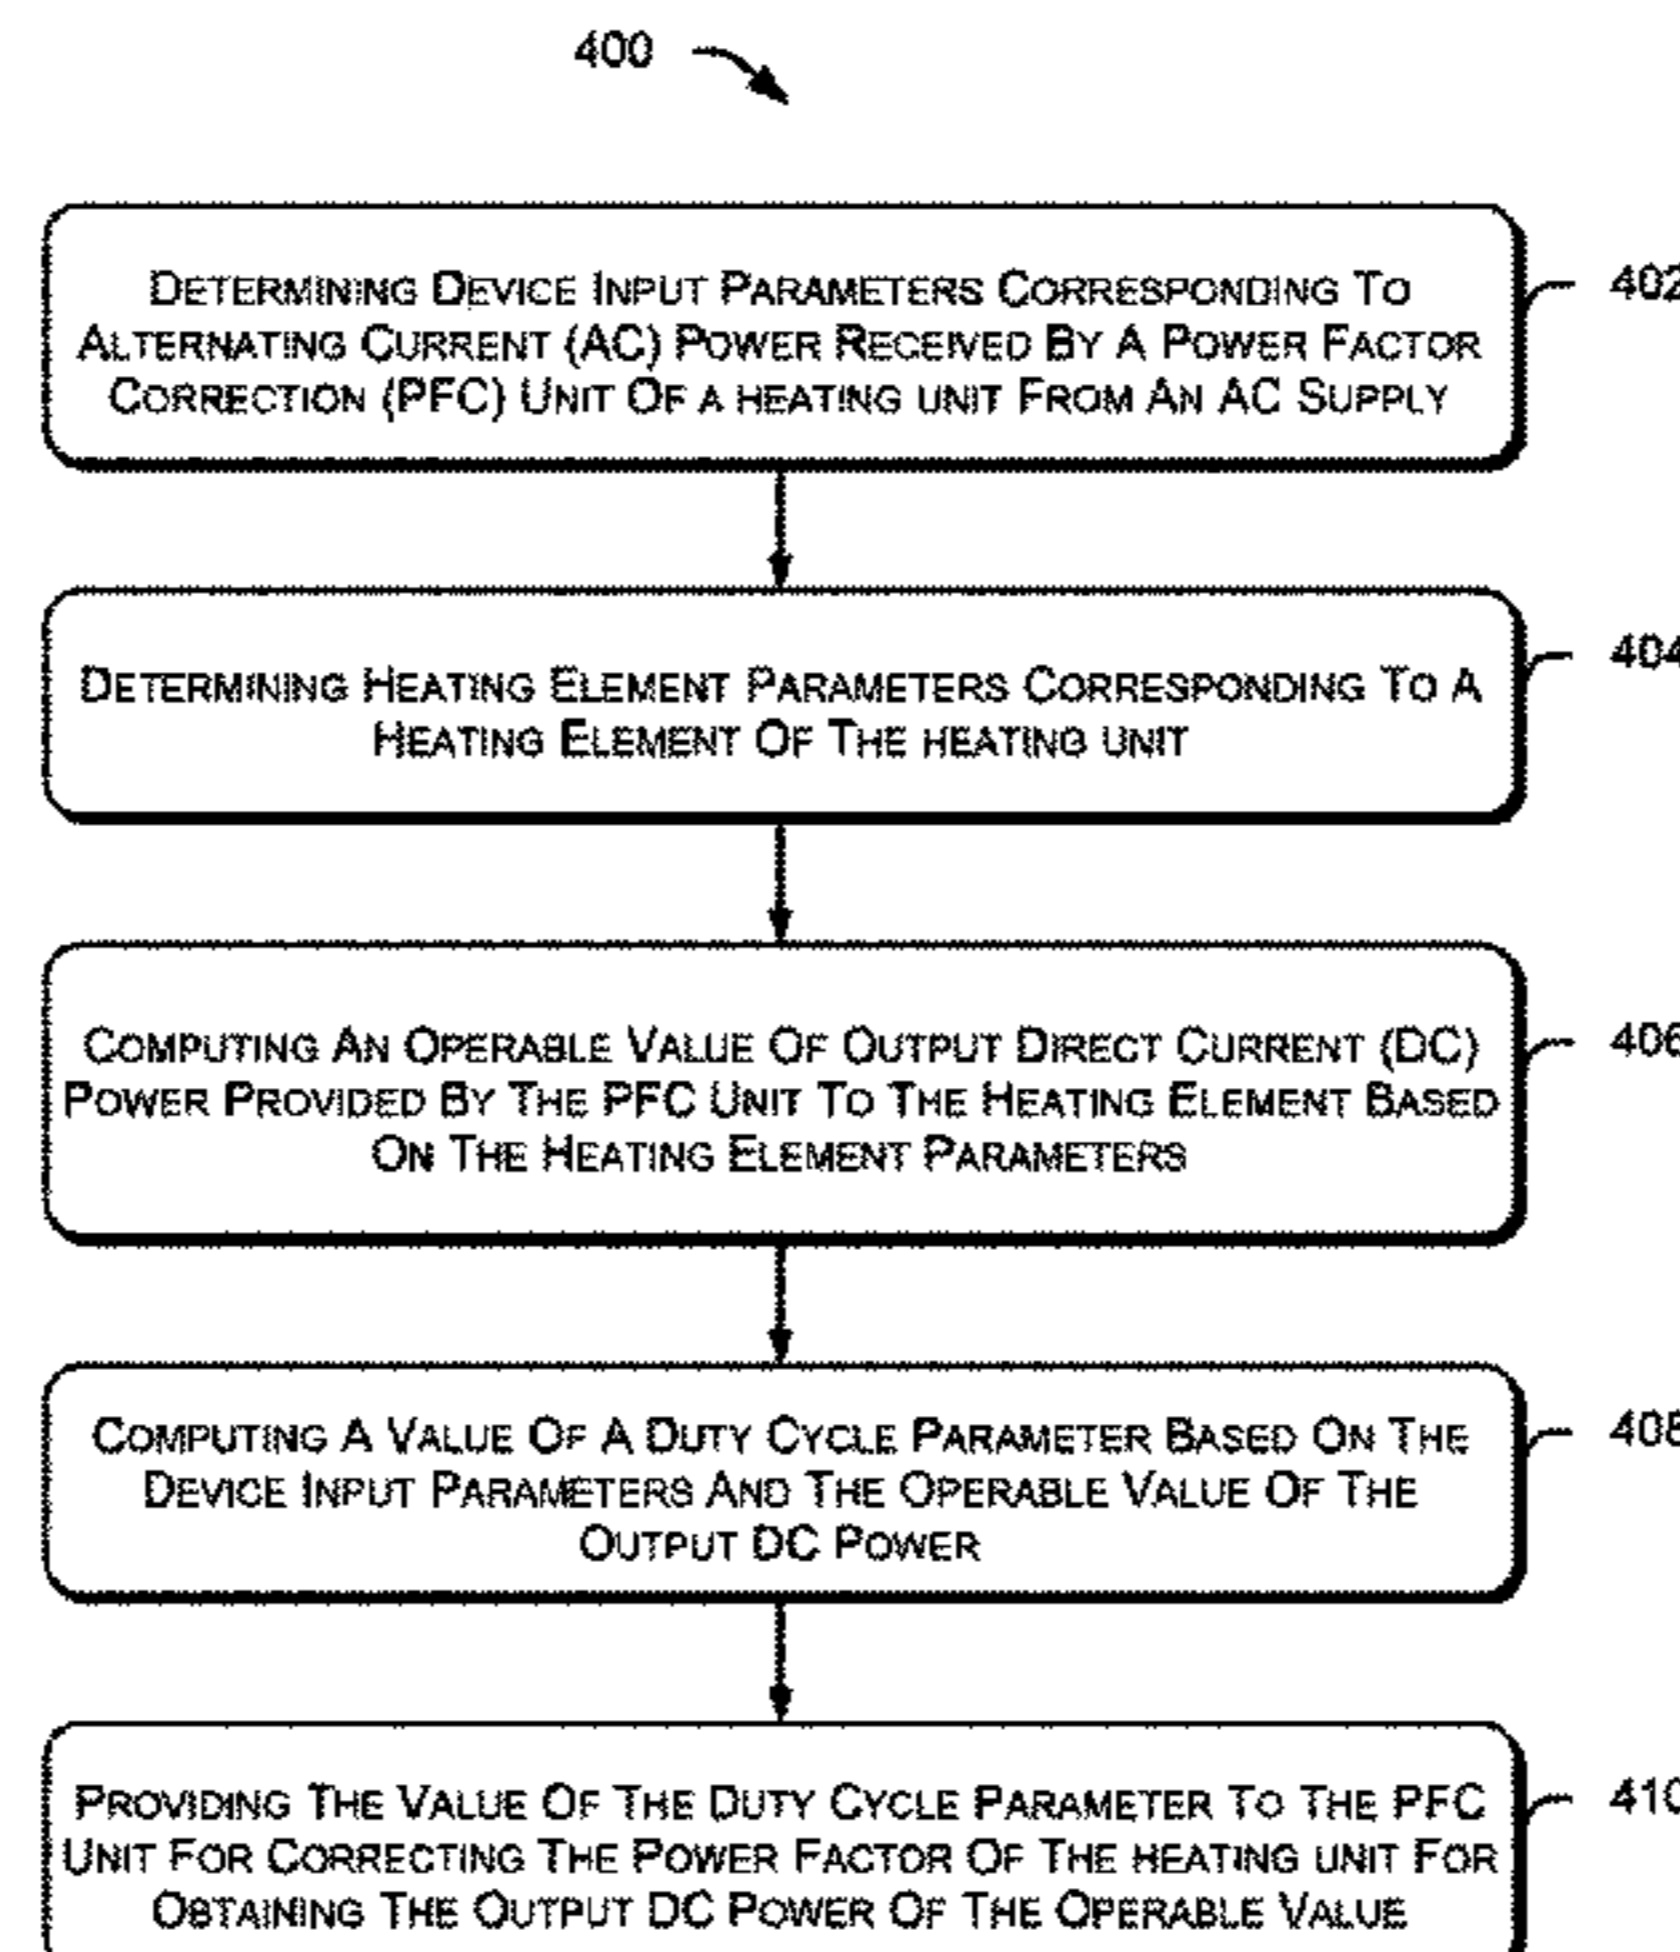 400
DETERMINING DEVICE INPUT PARAMETERS CORRESPONDING TO
ALTERNATING CURRENT (AC) POWER RECEIVED BY A POWER FACTOR
CORRECTION (PFC) UNIT OF A HEATING UNIT FROM AN AC SUPPLY
402
DETERMINING HEATING ELEMENT PARAMETERS CORRESPONDING TO A
HEATING ELEMENT OF THE HEATING UNIT
404
COMPUTING AN OPERABLE VALUE OF OUTPUT DIRECT CURRENT (DC)
POWER PROVIDED BY THE PFC UNIT TO THE HEATING ELEMENT BASED
ON THE HEATING ELEMENT PARAMETERS
406
COMPUTING A VALUE OF A DUTY CYCLE PARAMETER BASED ON THE
DEVICE INPUT PARAMETERS AND THE OPERABLE VALUE OF THE
OUTPUT DC POWER
408
PROVIDING THE VALUE OF THE DUTY CYCLE PARAMETER TO THE PFC
UNIT FOR CORRECTING THE POWER FACTOR OF THE HEATING UNIT FOR
OBTAINING THE OUTPUT DC POWER OF THE OPERABLE VALUE
410